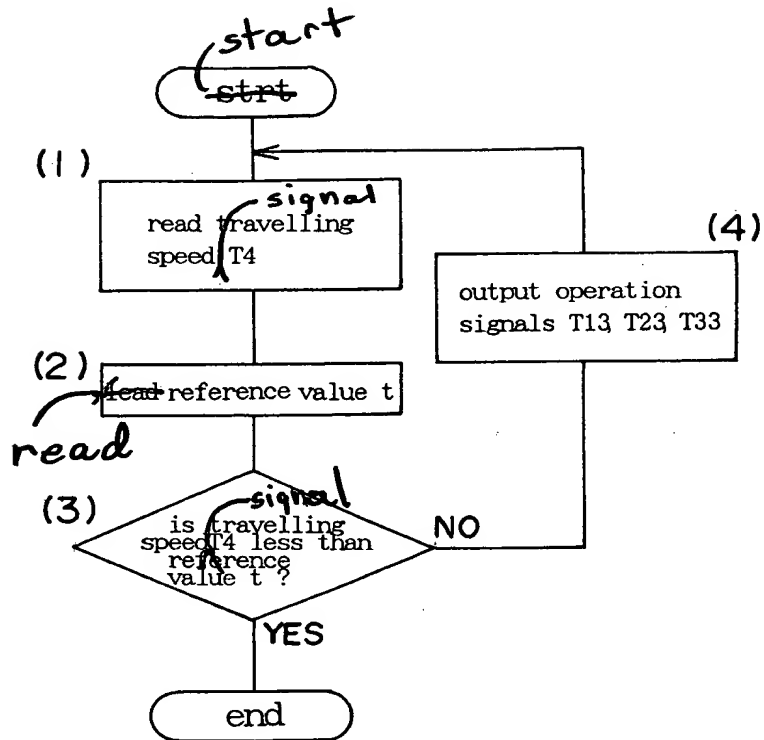 start
strt
(1)
signal
read travelling
speed T4
(4)
output operation
signals T13, T23, T33
(2)
reference value t
read
(3)
signal
is travelling
speed T4 less than
reference
value t ?
NO
YES
end